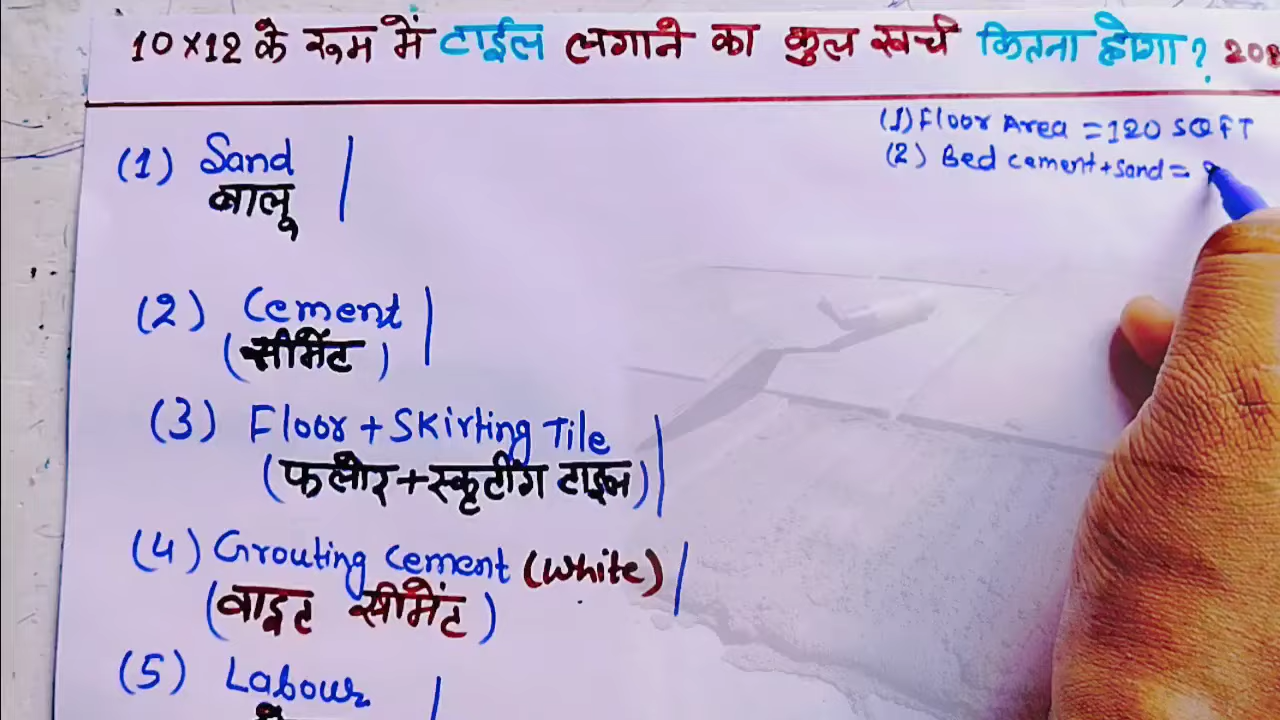 10×12 के रूम में टाईल लगाने का कुल खर्च कितना होगा?
(1) Floor Area = 120 SQFT
(2) Bed cement + sand =
(1) Sand
बालू
(2) Cement
(सीमेंट)
(3) Floor + Skirting Tile
(फलोर + स्कृटींग टाइल)
(4) Grouting cement (white)
(वाइट सीमेंट)
(5) Labour